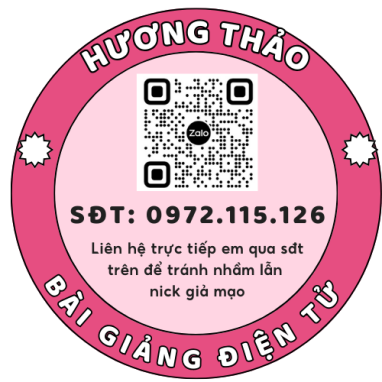 HƯƠNG THẢO
Zalo
SĐT: 0972.115.126
Liên hệ trực tiếp em qua sđt
trên để tránh nhầm lẫn
nick giả mạo
BÀI GIẢNG ĐIỆN TỬ